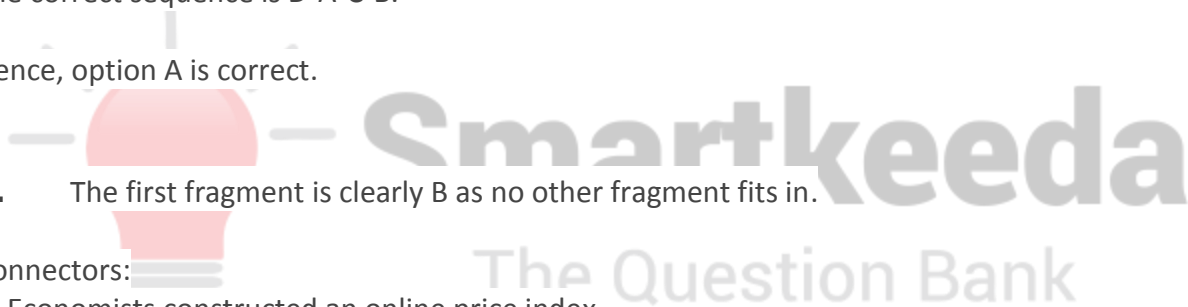 correct sequence is
ence, option A is correct.
Smartkeeda
. The first fragment is clearly B as no other fragment fits in.
The Question Bank
onnectors:
Economists constructed an online price index